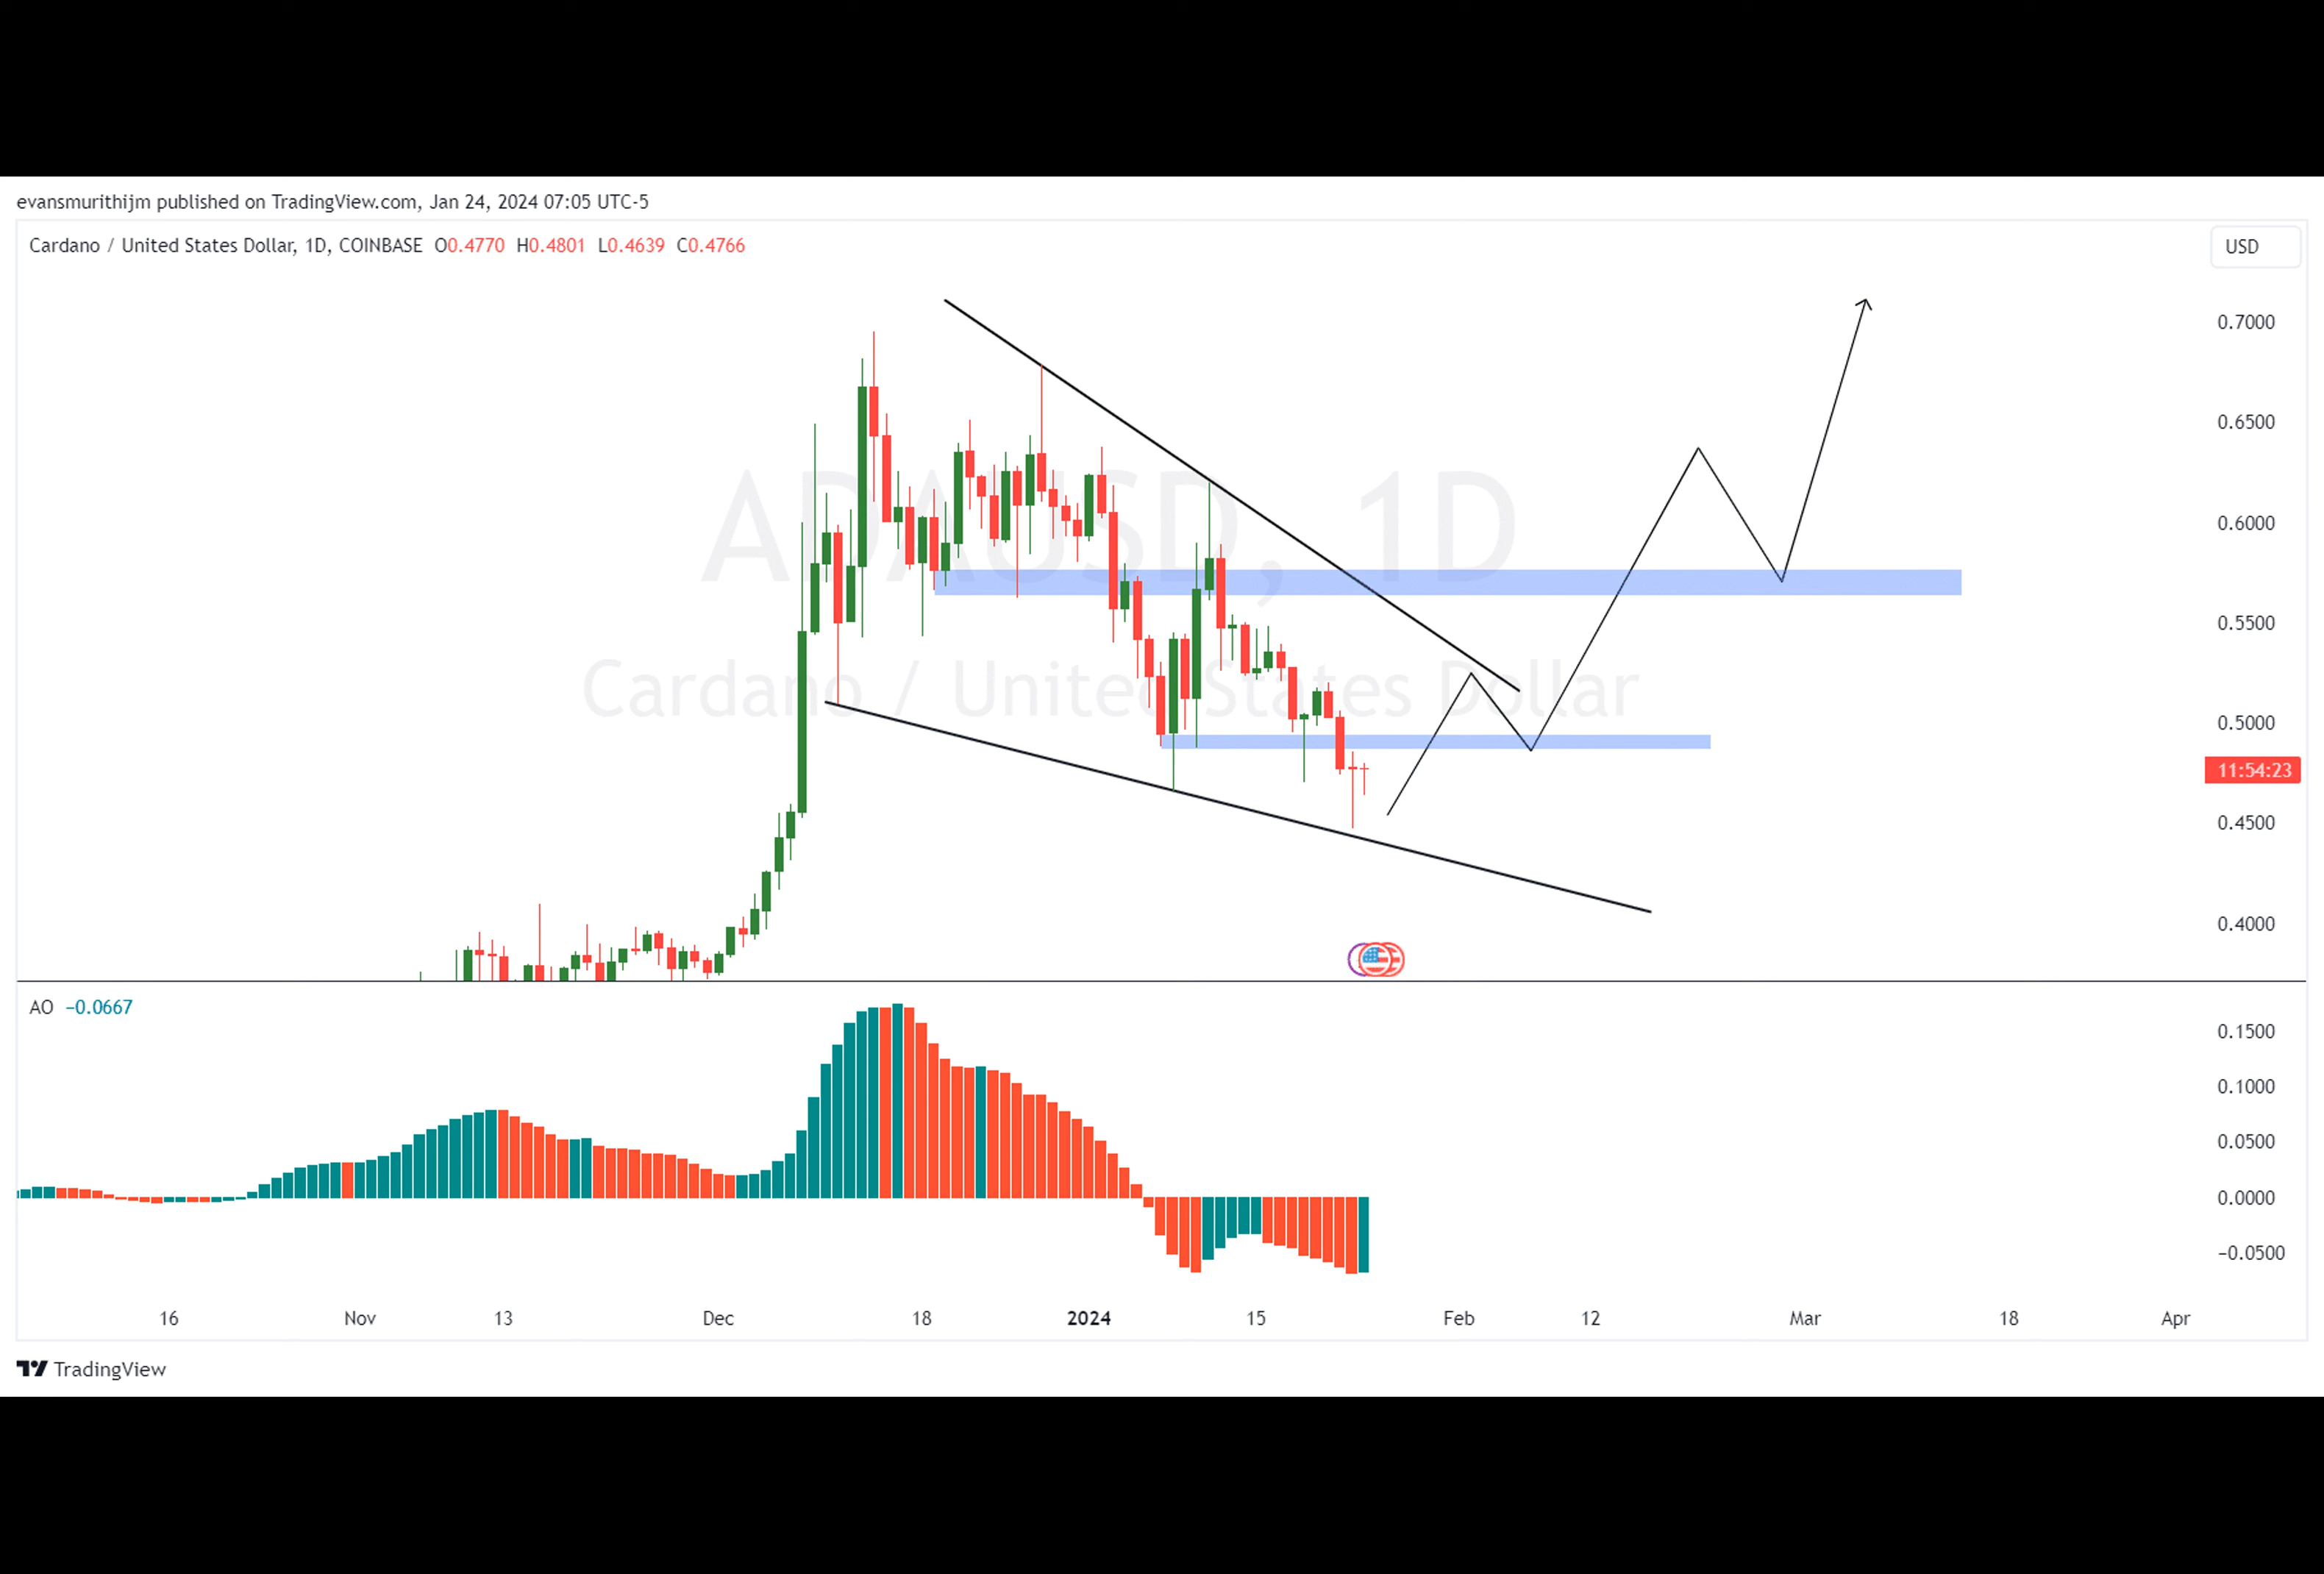 evansmurithijm published on TradingView.com, Jan 24, 2024 07:05 UTC-5
Cardano / United States Dollar, 1D, COINBASE O0.4770 H0.4801 L0.4639 C0.4766
USD
ADAUSD, 1D
Cardano / United States Dollar
0.7000
0.6500
0.6000
0.5500
0.5000
11:54:23
0.4500
0.4000
AO −0.0667
0.1500
0.1000
0.0500
0.0000
−0.0500
16 Nov 13 Dec 18 2024 15 Feb 12 Mar 18 Apr
TradingView